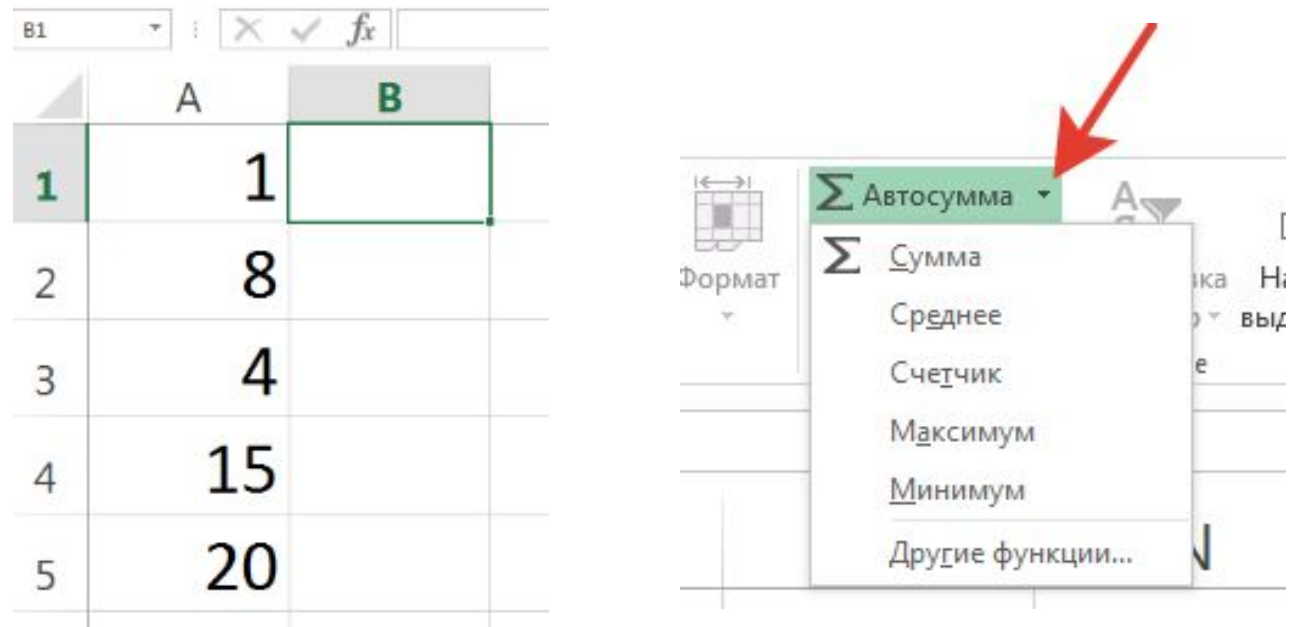 B1
fx
A B
1 1
2 8
3 4
4 15
5 20
Формат
Σ Автосумма
Σ Сумма
Среднее
Счетчик
Максимум
Минимум
Другие функции...
N